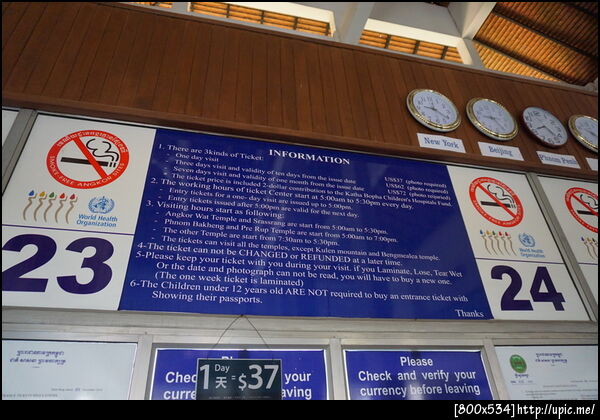 INFORMATION
1. There are 3kinds of Ticket:
- One day visit US$37 (photo required)
- Three days visit and validity of ten days from the issue date US$62 (photo required)
- Seven days visit and validity of one month from the issue date US$72 (photo required)
- The ticket price is included 2-dollar contribution to the Katha Bopha Children's Hospitals Fund.
2. The working hours of ticket Center start at 5:00am to 5:30pm every day.
- Entry tickets for a one- day visit are issued up to 5:00pm.
- Entry tickets issued after 5:00pm are valid for the next day.
3. Visiting hours start as following:
- Angkor Wat Temple and Srassrang are start from 5:00am to 5:30pm.
- Phnom Bakheng and Pre Rup Temple are start from 5:00am to 7:00pm.
- The other Temple are start from 7:30am to 5:30pm.
- The tickets can visit all the temples, except Kulen mountain and Bengmealea temple.
4-The ticket can not be CHANGED or REFUNDED at a later time.
5-Please keep your ticket with you during your visit. if you Laminate, Lose, Tear Wet
Or the date and photograph can not be read, you will have to buy a new one.
(The one week ticket is laminated)
6-The Children under 12 years old ARE NOT required to buy an entrance ticket with
Showing their passports.
Thanks
SMOKE-FREE ANGKOR
World Health
Organization
23
24
New York
Beijing
Phnom Penh
1 Day
1天 = $37
Please
Check and verify your
currency before leaving
[800x534]http://upic.me/